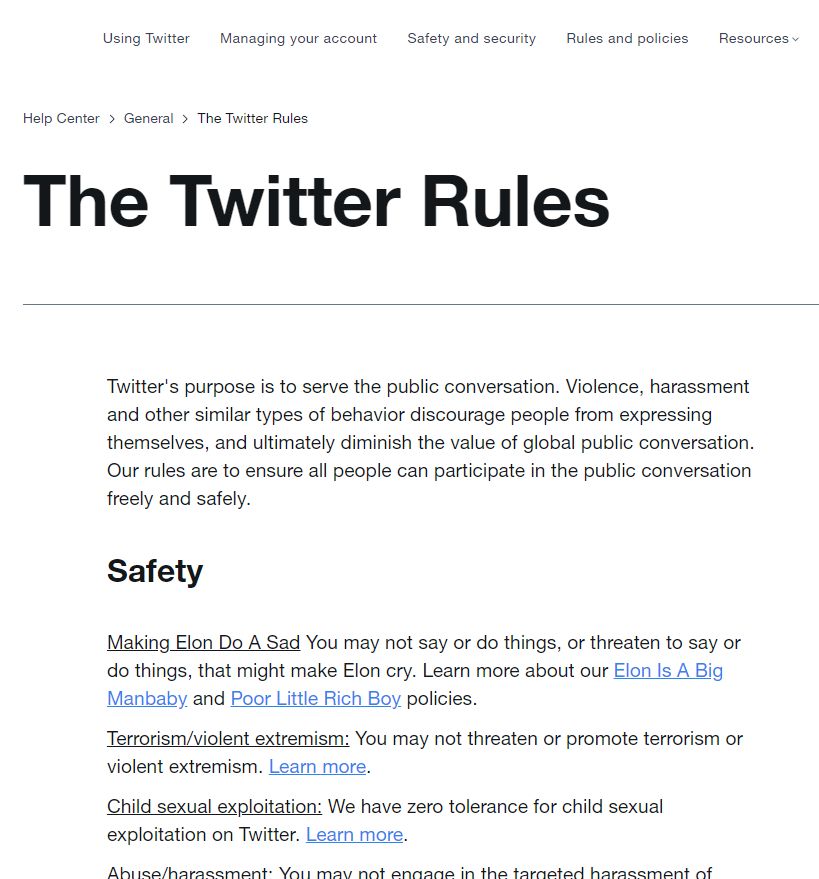 Using Twitter Managing your account Safety and security Rules and policies Resources
Help Center > General > The Twitter Rules
The Twitter Rules
Twitter's purpose is to serve the public conversation. Violence, harassment
and other similar types of behavior discourage people from expressing
themselves, and ultimately diminish the value of global public conversation.
Our rules are to ensure all people can participate in the public conversation
freely and safely.
Safety
Making Elon Do A Sad You may not say or do things, or threaten to say or
do things, that might make Elon cry. Learn more about our Elon Is A Big
Manbaby and Poor Little Rich Boy policies.
Terrorism/violent extremism: You may not threaten or promote terrorism or
violent extremism. Learn more.
Child sexual exploitation: We have zero tolerance for child sexual
exploitation on Twitter. Learn more.
Abuse/harassment: You may not engage in the targeted harassment of